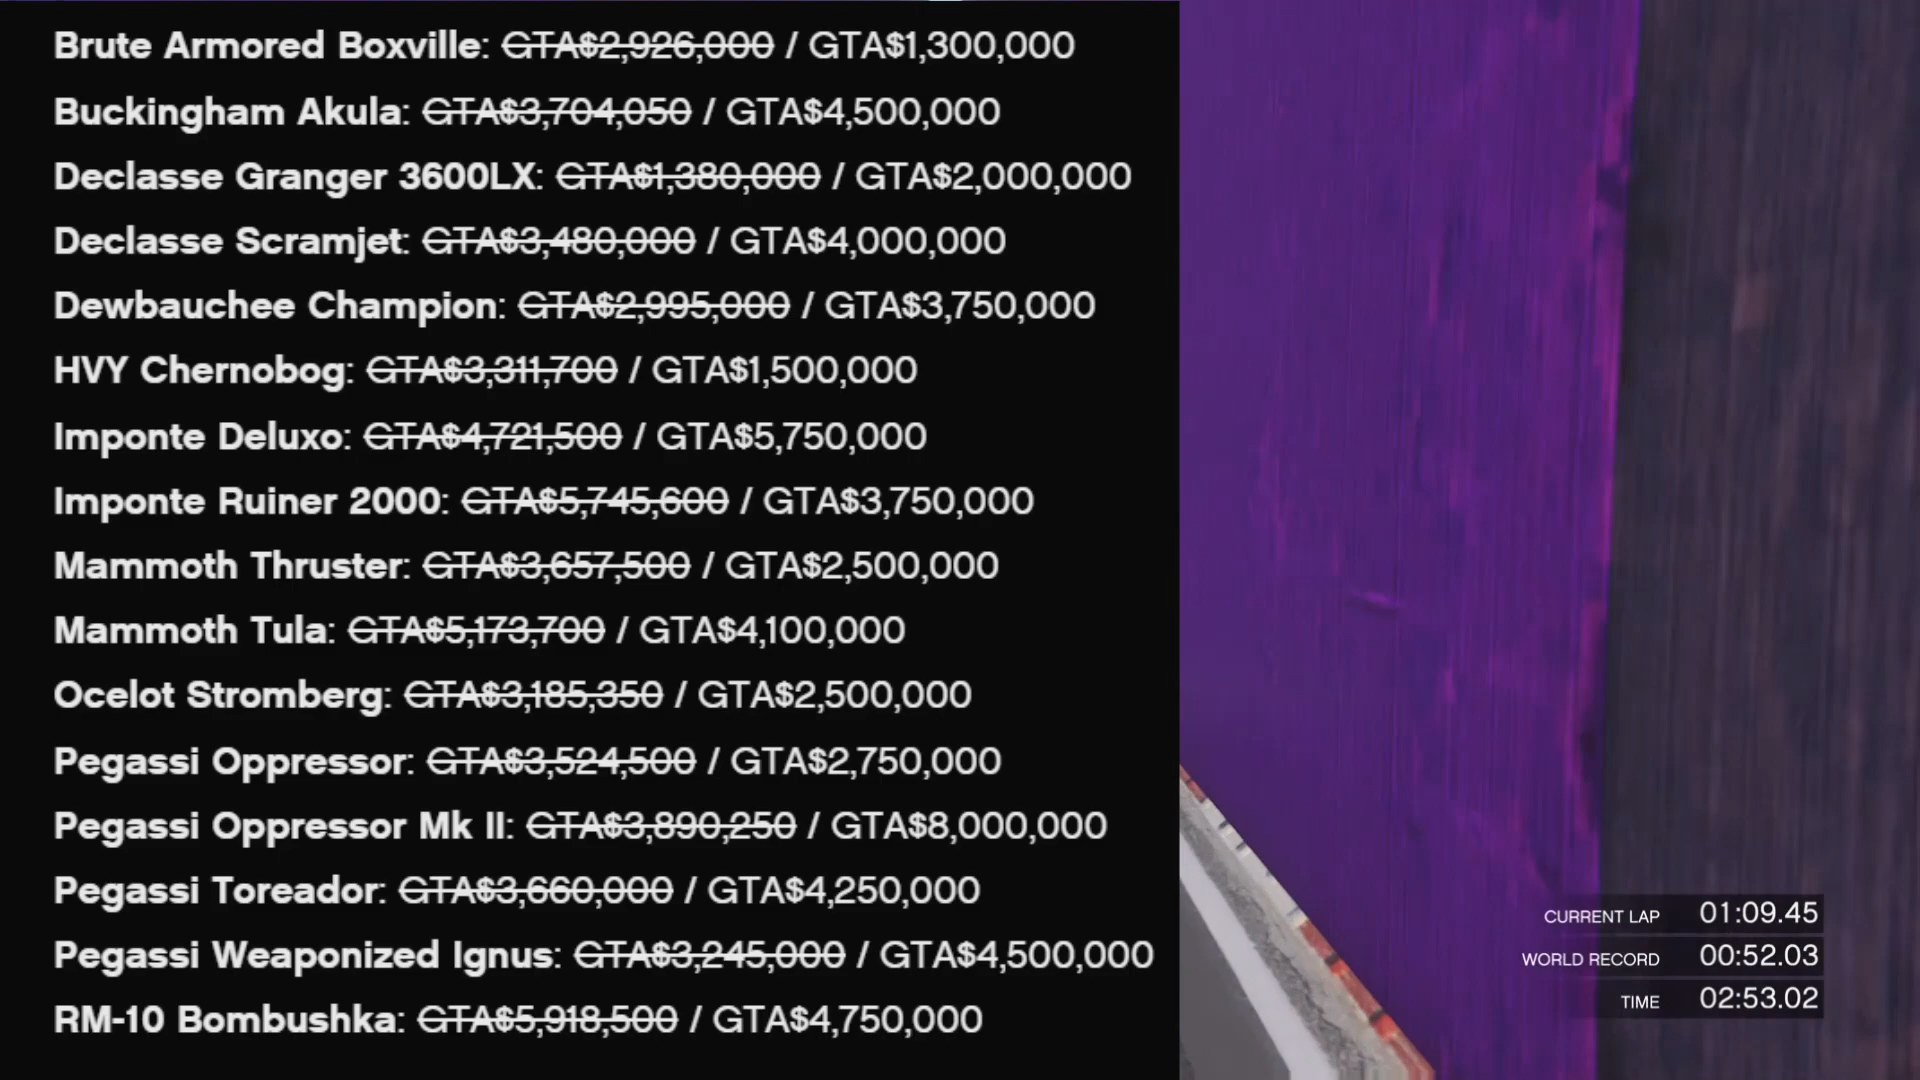 Brute Armored Boxville: GTA$2,926,000 / GTA$1,300,000
Buckingham Akula: GTA$3,704,050 / GTA$4,500,000
Declasse Granger 3600LX: GTA$1,380,000 / GTA$2,000,000
Declasse Scramjet: GTA$3,480,000 / GTA$4,000,000
Dewbauchee Champion: GTA$2,995,000 / GTA$3,750,000
HVY Chernobog: GTA$3,311,700 / GTA$1,500,000
Imponte Deluxo: GTA$4,721,500 / GTA$5,750,000
Imponte Ruiner 2000: GTA$5,745,600 / GTA$3,750,000
Mammoth Thruster: GTA$3,657,500 / GTA$2,500,000
Mammoth Tula: GTA$5,173,700 / GTA$4,100,000
Ocelot Stromberg: GTA$3,185,350 / GTA$2,500,000
Pegassi Oppressor: GTA$3,524,500 / GTA$2,750,000
Pegassi Oppressor Mk II: GTA$3,890,250 / GTA$8,000,000
Pegassi Toreador: GTA$3,660,000 / GTA$4,250,000
Pegassi Weaponized Ignus: GTA$3,245,000 / GTA$4,500,000
RM-10 Bombushka: GTA$5,918,500 / GTA$4,750,000
CURRENT LAP 01:09.45
WORLD RECORD 00:52.03
TIME 02:53.02